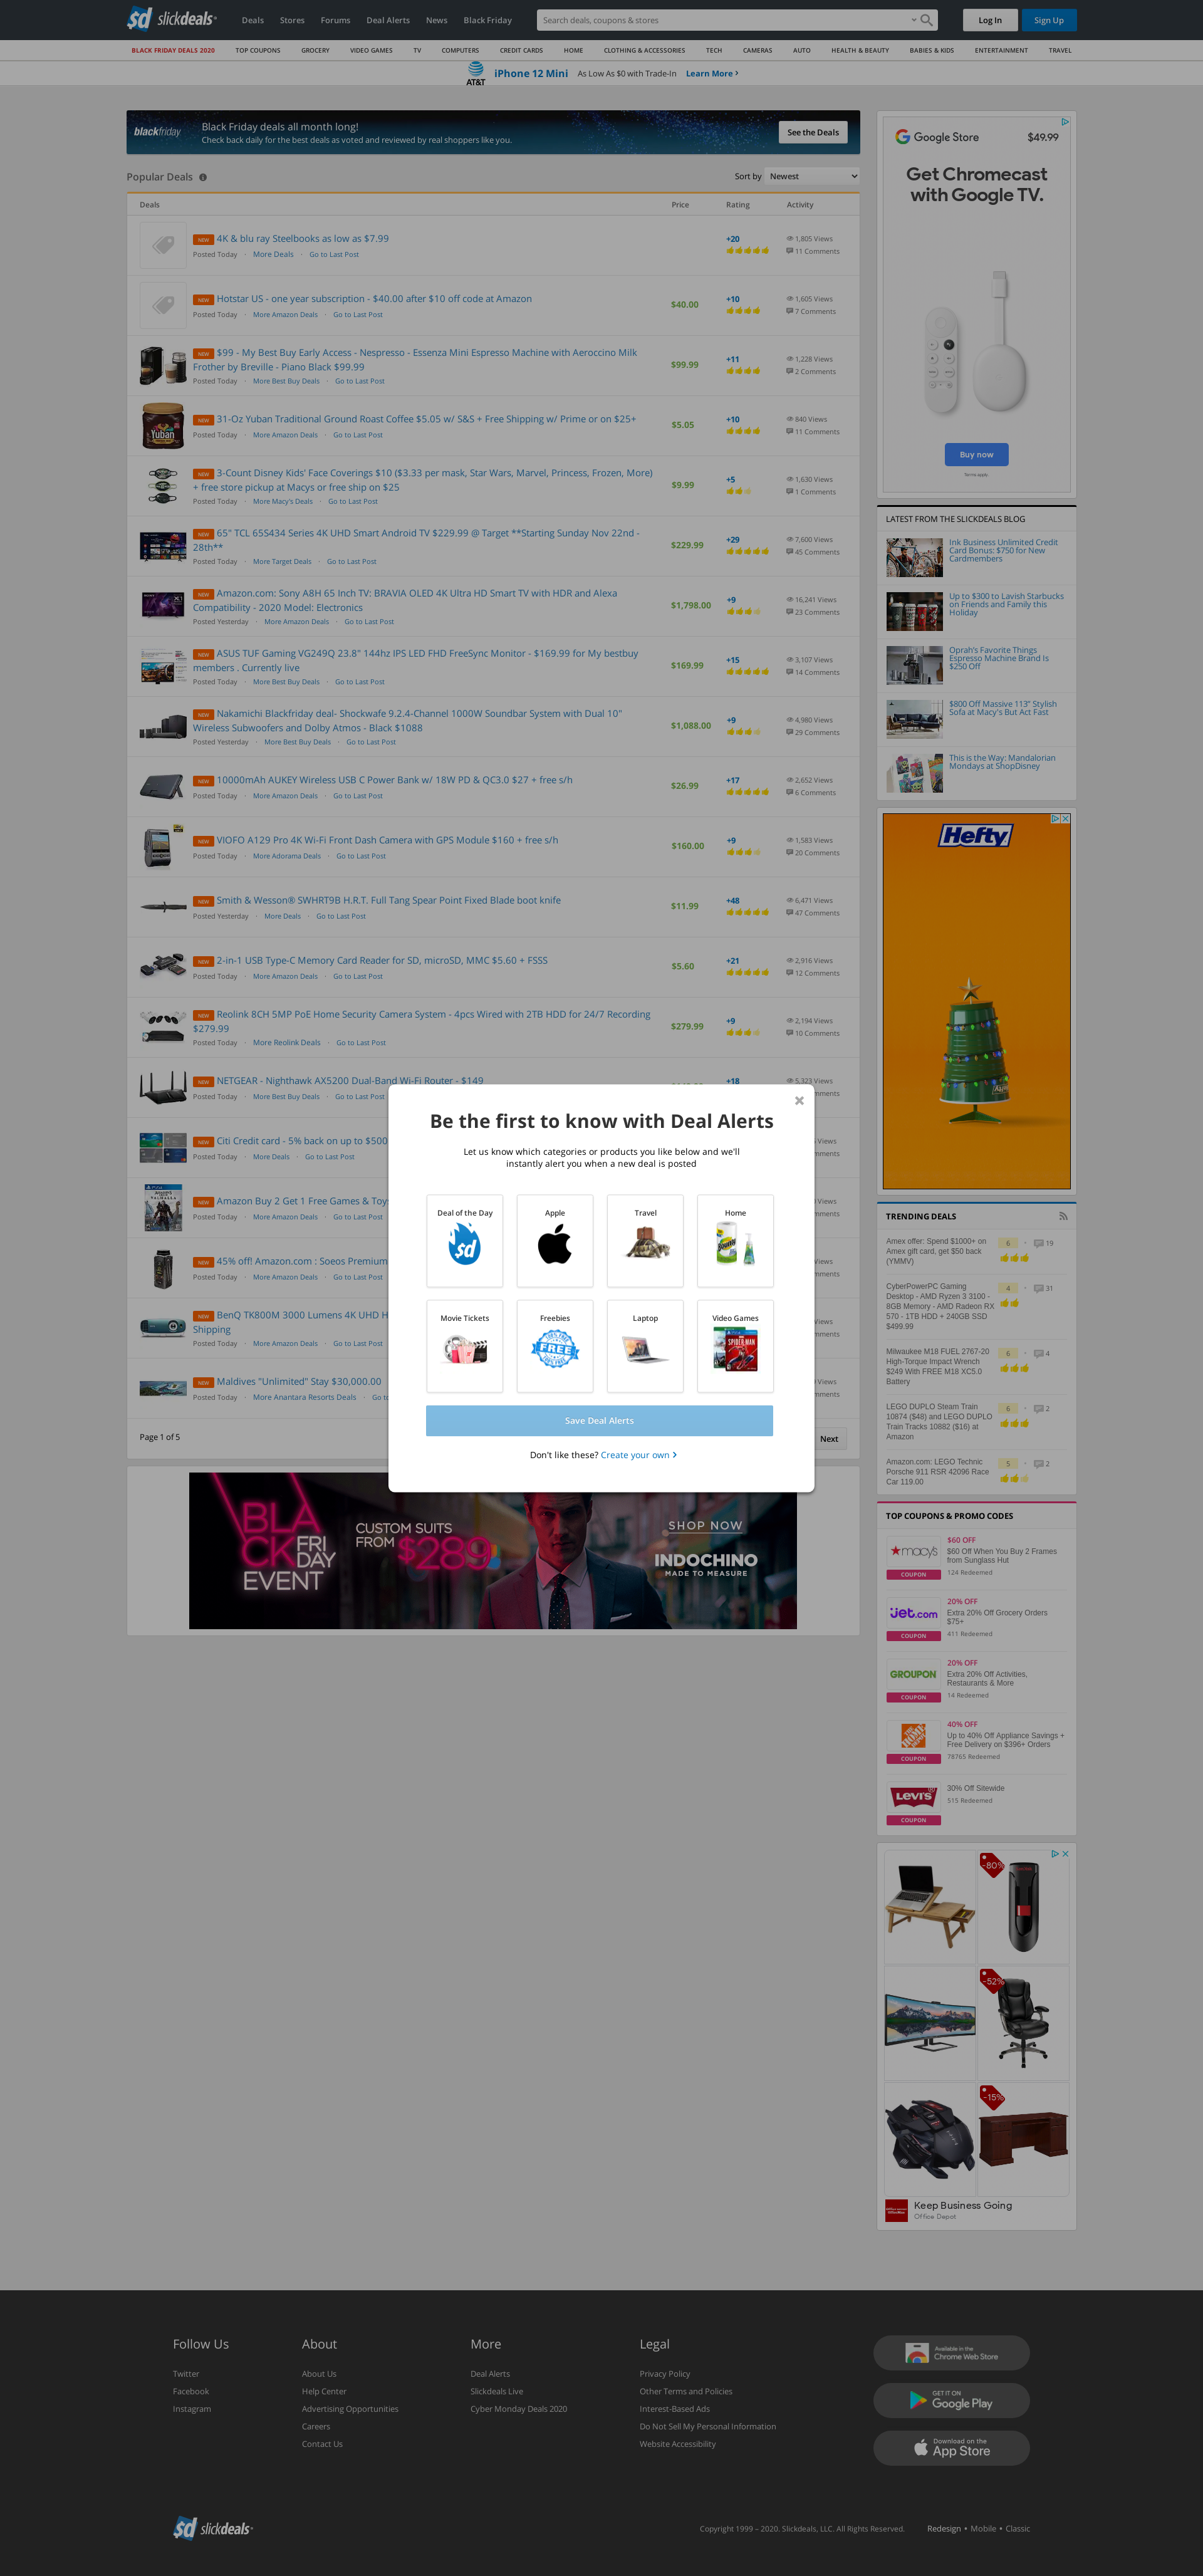 slickdeals
Deals
Stores
Forums
Deal Alerts
News
Black Friday
Search deals, coupons & stores
Log In
Sign Up
BLACK FRIDAY DEALS 2020
TOP COUPONS
GROCERY
VIDEO GAMES
TV
COMPUTERS
CREDIT CARDS
HOME
CLOTHING & ACCESSORIES
TECH
CAMERAS
AUTO
HEALTH & BEAUTY
BABIES & KIDS
ENTERTAINMENT
TRAVEL
AT&T
iPhone 12 Mini As Low As $0 with Trade-In Learn More
blackfriday
Black Friday deals all month long!
Check back daily for the best deals as voted and reviewed by real shoppers like you.
See the Deals
Popular Deals
Sort by Newest
Deals Price Rating Activity
NEW 4K & blu ray Steelbooks as low as $7.99
Posted Today · More Deals · Go to Last Post
+20
1,805 Views
11 Comments
NEW Hotstar US - one year subscription - $40.00 after $10 off code at Amazon
Posted Today · More Amazon Deals · Go to Last Post
$40.00
+10
1,605 Views
7 Comments
NEW $99 - My Best Buy Early Access - Nespresso - Essenza Mini Espresso Machine with Aeroccino Milk
Frother by Breville - Piano Black $99.99
Posted Today · More Best Buy Deals · Go to Last Post
$99.99
+11
1,228 Views
2 Comments
NEW 31-Oz Yuban Traditional Ground Roast Coffee $5.05 w/ S&S + Free Shipping w/ Prime or on $25+
Posted Today · More Amazon Deals · Go to Last Post
$5.05
+10
840 Views
11 Comments
NEW 3-Count Disney Kids' Face Coverings $10 ($3.33 per mask, Star Wars, Marvel, Princess, Frozen, More)
+ free store pickup at Macys or free ship on $25
Posted Today · More Macy's Deals · Go to Last Post
$9.99
+5
1,630 Views
1 Comments
NEW 65" TCL 65S434 Series 4K UHD Smart Android TV $229.99 @ Target **Starting Sunday Nov 22nd -
28th**
Posted Today · More Target Deals · Go to Last Post
$229.99
+29
7,600 Views
45 Comments
NEW Amazon.com: Sony A8H 65 Inch TV: BRAVIA OLED 4K Ultra HD Smart TV with HDR and Alexa
Compatibility - 2020 Model: Electronics
Posted Yesterday · More Amazon Deals · Go to Last Post
$1,798.00
+9
16,241 Views
23 Comments
NEW ASUS TUF Gaming VG249Q 23.8" 144hz IPS LED FHD FreeSync Monitor - $169.99 for My bestbuy
members . Currently live
Posted Today · More Best Buy Deals · Go to Last Post
$169.99
+15
3,107 Views
14 Comments
NEW Nakamichi Blackfriday deal- Shockwafe 9.2.4-Channel 1000W Soundbar System with Dual 10"
Wireless Subwoofers and Dolby Atmos - Black $1088
Posted Yesterday · More Best Buy Deals · Go to Last Post
$1,088.00
+9
4,980 Views
29 Comments
NEW 10000mAh AUKEY Wireless USB C Power Bank w/ 18W PD & QC3.0 $27 + free s/h
Posted Today · More Amazon Deals · Go to Last Post
$26.99
+17
2,652 Views
6 Comments
NEW VIOFO A129 Pro 4K Wi-Fi Front Dash Camera with GPS Module $160 + free s/h
Posted Today · More Adorama Deals · Go to Last Post
$160.00
+9
1,583 Views
20 Comments
NEW Smith & Wesson® SWHRT9B H.R.T. Full Tang Spear Point Fixed Blade boot knife
Posted Yesterday · More Deals · Go to Last Post
$11.99
+48
6,471 Views
47 Comments
NEW 2-in-1 USB Type-C Memory Card Reader for SD, microSD, MMC $5.60 + FSSS
Posted Today · More Amazon Deals · Go to Last Post
$5.60
+21
2,916 Views
12 Comments
NEW Reolink 8CH 5MP PoE Home Security Camera System - 4pcs Wired with 2TB HDD for 24/7 Recording
$279.99
Posted Today · More Reolink Deals · Go to Last Post
$279.99
+9
2,194 Views
10 Comments
NEW NETGEAR - Nighthawk AX5200 Dual-Band Wi-Fi Router - $149
Posted Today · More Best Buy Deals · Go to Last Post
+18
5,323 Views
NEW Citi Credit card - 5% back on up to $500
Posted Today · More Deals · Go to Last Post
NEW Amazon Buy 2 Get 1 Free Games & Toys
Posted Today · More Amazon Deals · Go to Last Post
NEW 45% off! Amazon.com : Soeos Premium
Posted Today · More Amazon Deals · Go to Last Post
NEW BenQ TK800M 3000 Lumens 4K UHD H
Shipping
Posted Today · More Amazon Deals · Go to Last Post
NEW Maldives "Unlimited" Stay $30,000.00
Posted Today · More Anantara Resorts Deals · Go to
Page 1 of 5
Next
Be the first to know with Deal Alerts
Let us know which categories or products you like below and we'll
instantly alert you when a new deal is posted
Deal of the Day
Apple
Travel
Home
Movie Tickets
Freebies
FREE
Laptop
Video Games
SPIDER-MAN
Save Deal Alerts
Don't like these? Create your own
BLACK FRIDAY EVENT
CUSTOM SUITS
FROM $289
SHOP NOW
INDOCHINO
MADE TO MEASURE
Google Store $49.99
Get Chromecast
with Google TV.
Buy now
Terms apply.
LATEST FROM THE SLICKDEALS BLOG
Ink Business Unlimited Credit
Card Bonus: $750 for New
Cardmembers
Up to $300 to Lavish Starbucks
on Friends and Family this
Holiday
Oprah's Favorite Things
Espresso Machine Brand Is
$250 Off
$800 Off Massive 113" Stylish
Sofa at Macy's But Act Fast
This is the Way: Mandalorian
Mondays at ShopDisney
Hefty
TRENDING DEALS
Amex offer: Spend $1000+ on
Amex gift card, get $50 back
(YMMV)
6 · 19
CyberPowerPC Gaming
Desktop - AMD Ryzen 3 3100 -
8GB Memory - AMD Radeon RX
570 - 1TB HDD + 240GB SSD
$499.99
4 · 31
Milwaukee M18 FUEL 2767-20
High-Torque Impact Wrench
$249 With FREE M18 XC5.0
Battery
6 · 4
LEGO DUPLO Steam Train
10874 ($48) and LEGO DUPLO
Train Tracks 10882 ($16) at
Amazon
6 · 2
Amazon.com: LEGO Technic
Porsche 911 RSR 42096 Race
Car 119.00
5 · 2
TOP COUPONS & PROMO CODES
macy's
COUPON
$60 OFF
$60 Off When You Buy 2 Frames
from Sunglass Hut
124 Redeemed
jet.com
COUPON
20% OFF
Extra 20% Off Grocery Orders
$75+
411 Redeemed
GROUPON
COUPON
20% OFF
Extra 20% Off Activities,
Restaurants & More
14 Redeemed
COUPON
40% OFF
Up to 40% Off Appliance Savings +
Free Delivery on $396+ Orders
78765 Redeemed
LEVI'S
COUPON
30% Off Sitewide
515 Redeemed
-80%
-52%
-15%
Keep Business Going
Office Depot
Follow Us
Twitter
Facebook
Instagram
About
About Us
Help Center
Advertising Opportunities
Careers
Contact Us
More
Deal Alerts
Slickdeals Live
Cyber Monday Deals 2020
Legal
Privacy Policy
Other Terms and Policies
Interest-Based Ads
Do Not Sell My Personal Information
Website Accessibility
Available in the
Chrome Web Store
GET IT ON
Google Play
Download on the
App Store
slickdeals
Copyright 1999 – 2020. Slickdeals, LLC. All Rights Reserved.
Redesign • Mobile • Classic